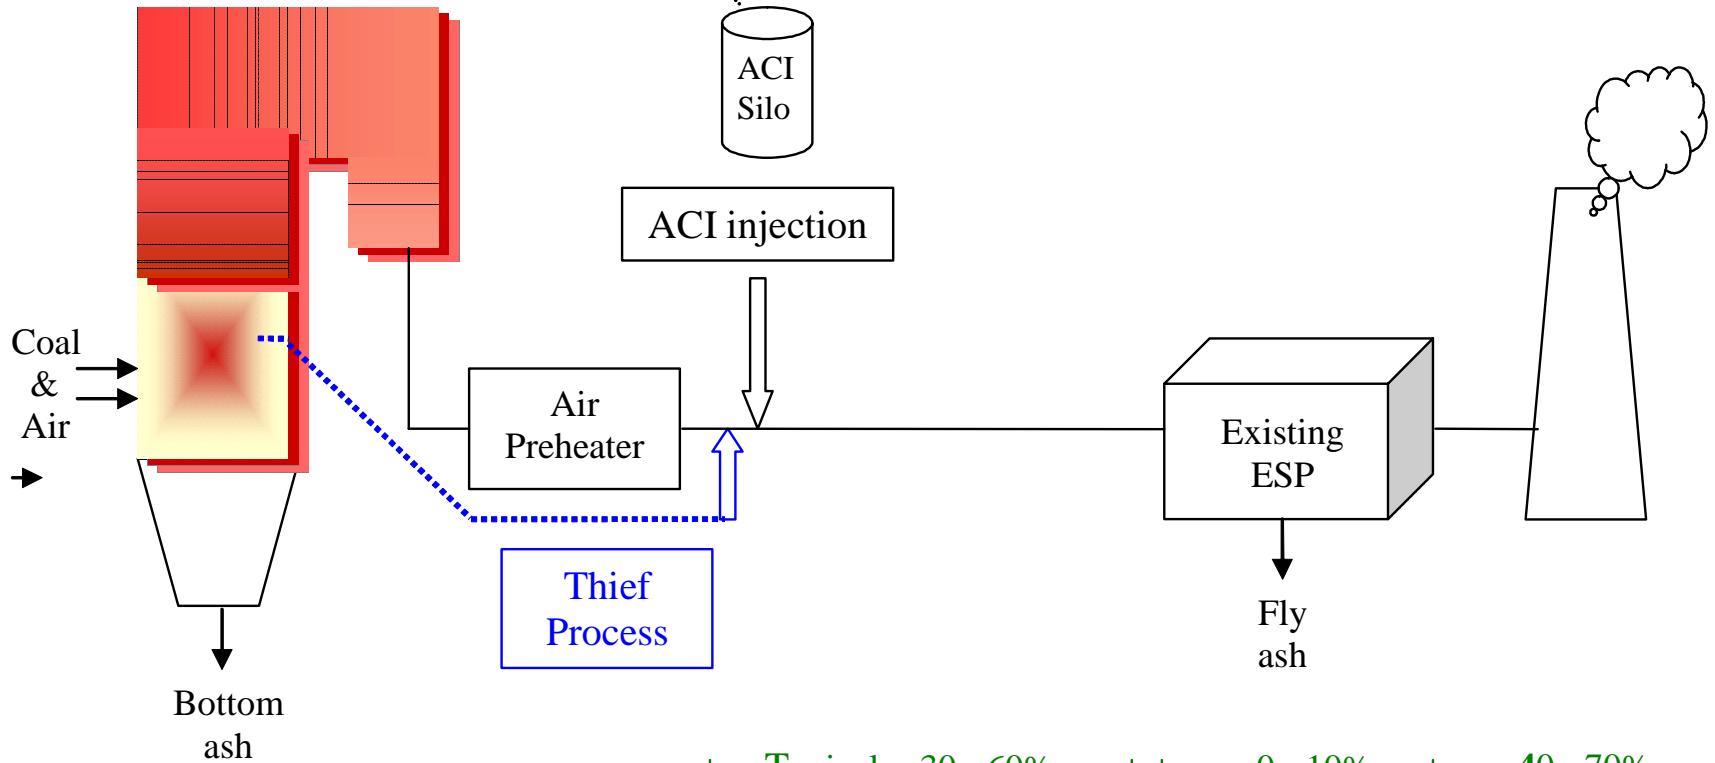 ACI
Silo
ACI injection
Coal
&
Air
Air
Preheater
Existing
ESP
Thief
Process
Fly
ash
Bottom
ash